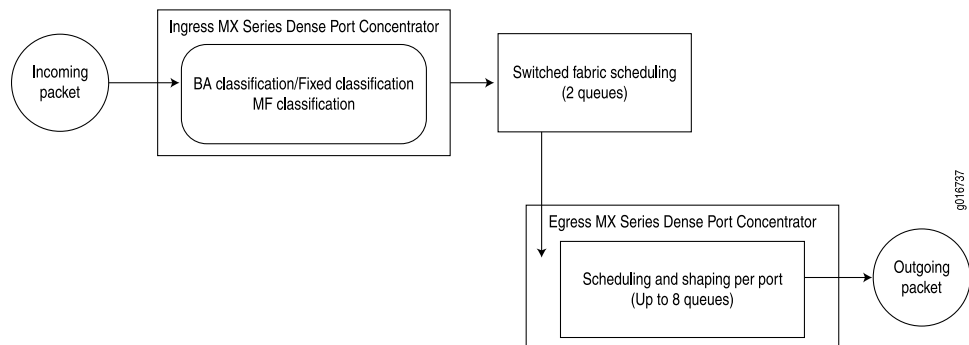 Ingress MX Series Dense Port Concentrator
Incoming
packet
BA classification/Fixed classification
MF classification
Switched fabric scheduling
(2 queues)
g016737
Egress MX Series Dense Port Concentrator
Scheduling and shaping per port
(Up to 8 queues)
Outgoing
packet